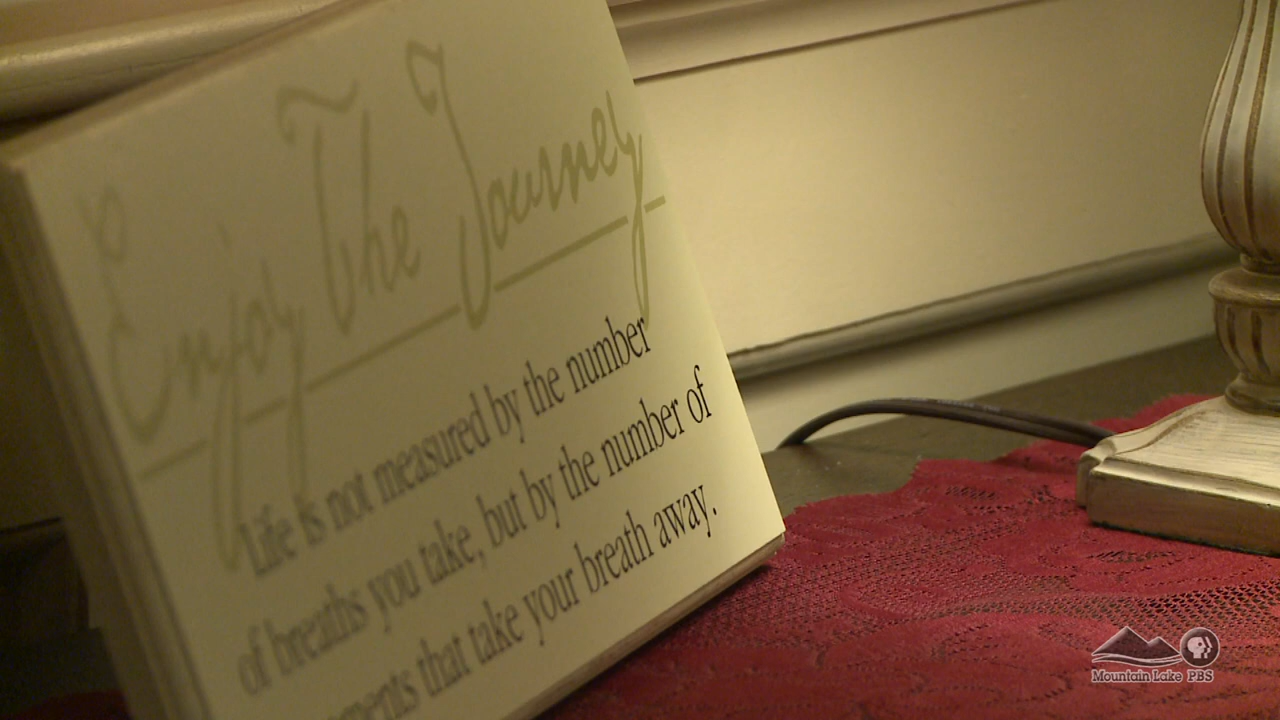 Enjoy The Journey
Life is not measured by the number
of breaths you take, but by the number of
ments that take your breath away.
Mountain Lake PBS